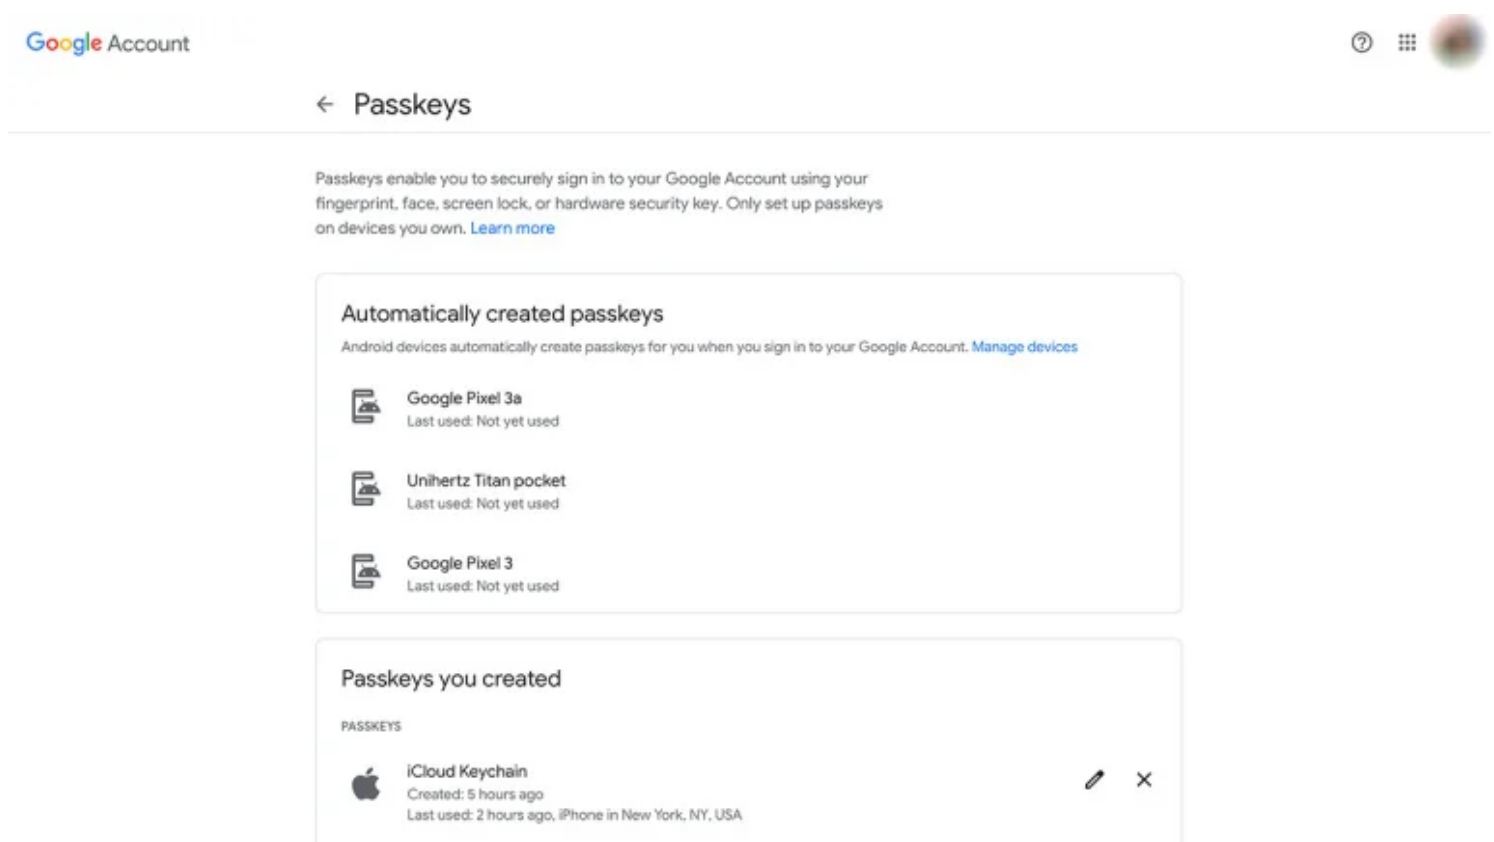 Google Account
Passkeys
Passkeys enable you to securely sign in to your Google Account using your
fingerprint, face, screen lock, or hardware security key. Only set up passkeys
on devices you own. Learn more
Automatically created passkeys
Android devices automatically create passkeys for you when you sign in to your Google Account. Manage devices
Google Pixel 3a
Last used: Not yet used
Unihertz Titan pocket
Last used: Not yet used
Google Pixel 3
Last used: Not yet used
Passkeys you created
PASSKEYS
iCloud Keychain
Created: 5 hours ago
Last used: 2 hours ago, iPhone in New York, NY, USA